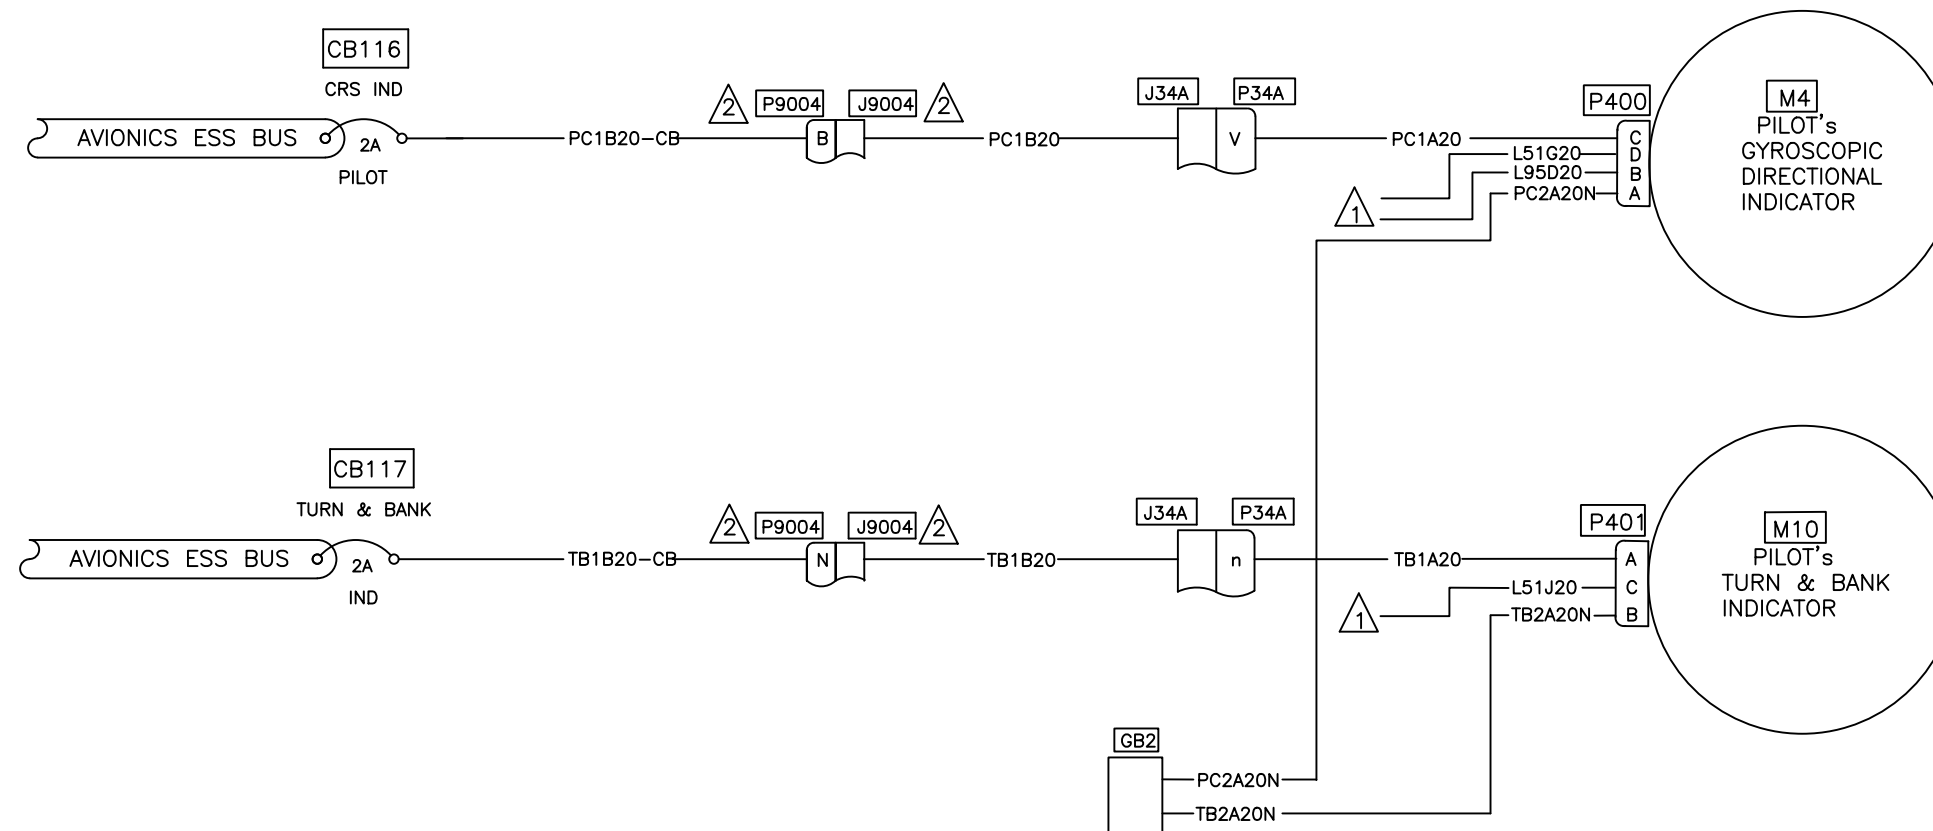 CB116
CRS IND
AVIONICS ESS BUS
2A
PILOT
PC1B20-CB
2
P9004
J9004
2
B
PC1B20
J34A
P34A
V
PC1A20
P400
C
L51G20
D
L95D20
B
PC2A20N
A
1
M4
PILOT's
GYROSCOPIC
DIRECTIONAL
INDICATOR
CB117
TURN & BANK
AVIONICS ESS BUS
2A
IND
TB1B20-CB
2
P9004
J9004
2
N
TB1B20
J34A
P34A
n
TB1A20
P401
A
L51J20
C
TB2A20N
B
1
M10
PILOT's
TURN & BANK
INDICATOR
GB2
PC2A20N
TB2A20N